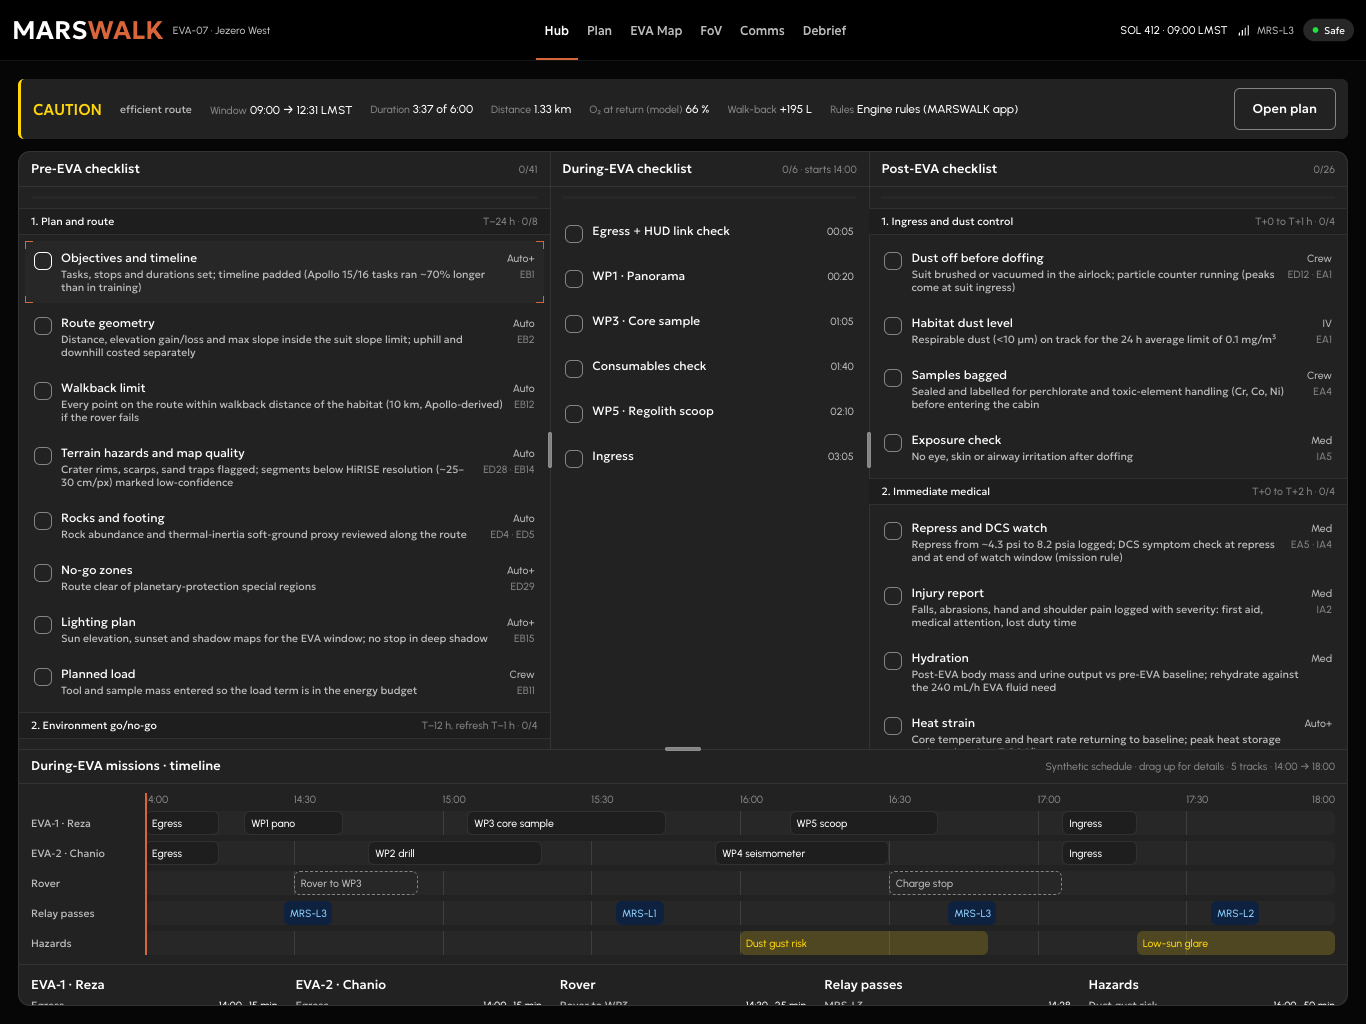 MARSWALK EVA-07 · Jezero West
Hub Plan EVA Map FoV Comms Debrief
SOL 412 · 09:00 LMST MRS-L3 Safe
CAUTION efficient route Window 09:00 → 12:31 LMST Duration 3:37 of 6:00 Distance 1.33 km O₂ at return (model) 66 % Walk-back +195 L Rules Engine rules (MARSWALK app) Open plan
Pre-EVA checklist 0/41
1. Plan and route T−24 h · 0/8
Objectives and timeline Auto+
Tasks, stops and durations set; timeline padded (Apollo 15/16 tasks ran ~70% longer EB1
than in training)
Route geometry Auto
Distance, elevation gain/loss and max slope inside the suit slope limit; uphill and EB2
downhill costed separately
Walkback limit Auto
Every point on the route within walkback distance of the habitat (10 km, Apollo-derived) EB12
if the rover fails
Terrain hazards and map quality Auto
Crater rims, scarps, sand traps flagged; segments below HiRISE resolution (~25– ED28 · EB14
30 cm/px) marked low-confidence
Rocks and footing Auto
Rock abundance and thermal-inertia soft-ground proxy reviewed along the route ED4 · ED5
No-go zones Auto+
Route clear of planetary-protection special regions ED29
Lighting plan Auto+
Sun elevation, sunset and shadow maps for the EVA window; no stop in deep shadow EB15
Planned load Crew
Tool and sample mass entered so the load term is in the energy budget EB11
2. Environment go/no-go T−12 h, refresh T−1 h · 0/4
During-EVA checklist 0/6 · starts 14:00
Egress + HUD link check 00:05
WP1 · Panorama 00:20
WP3 · Core sample 01:05
Consumables check 01:40
WP5 · Regolith scoop 02:10
Ingress 03:05
Post-EVA checklist 0/26
1. Ingress and dust control T+0 to T+1 h · 0/4
Dust off before doffing Crew
Suit brushed or vacuumed in the airlock; particle counter running (peaks ED12 · EA1
come at suit ingress)
Habitat dust level IV
Respirable dust (<10 µm) on track for the 24 h average limit of 0.1 mg/m³ EA1
Samples bagged Crew
Sealed and labelled for perchlorate and toxic-element handling (Cr, Co, Ni) EA4
before entering the cabin
Exposure check Med
No eye, skin or airway irritation after doffing IA5
2. Immediate medical T+0 to T+2 h · 0/4
Repress and DCS watch Med
Repress from ~4.3 psi to 8.2 psia logged; DCS symptom check at repress EA5 · IA4
and at end of watch window (mission rule)
Injury report Med
Falls, abrasions, hand and shoulder pain logged with severity: first aid, IA2
medical attention, lost duty time
Hydration Med
Post-EVA body mass and urine output vs pre-EVA baseline; rehydrate against
the 240 mL/h EVA fluid need
Heat strain Auto+
Core temperature and heart rate returning to baseline; peak heat storage
During-EVA missions · timeline Synthetic schedule · drag up for details · 5 tracks · 14:00 → 18:00
4:00 14:30 15:00 15:30 16:00 16:30 17:00 17:30 18:00
EVA-1 · Reza Egress WP1 pano WP3 core sample WP5 scoop Ingress
EVA-2 · Chanio Egress WP2 drill WP4 seismometer Ingress
Rover Rover to WP3 Charge stop
Relay passes MRS-L3 MRS-L1 MRS-L3 MRS-L2
Hazards Dust gust risk Low-sun glare
EVA-1 · Reza EVA-2 · Chanio Rover Relay passes Hazards
Egress 14:00 · 15 min Egress 14:00 · 15 min Rover to WP3 14:30 · 25 min MRS-L3 14:28 Dust gust risk 16:00 · 50 min